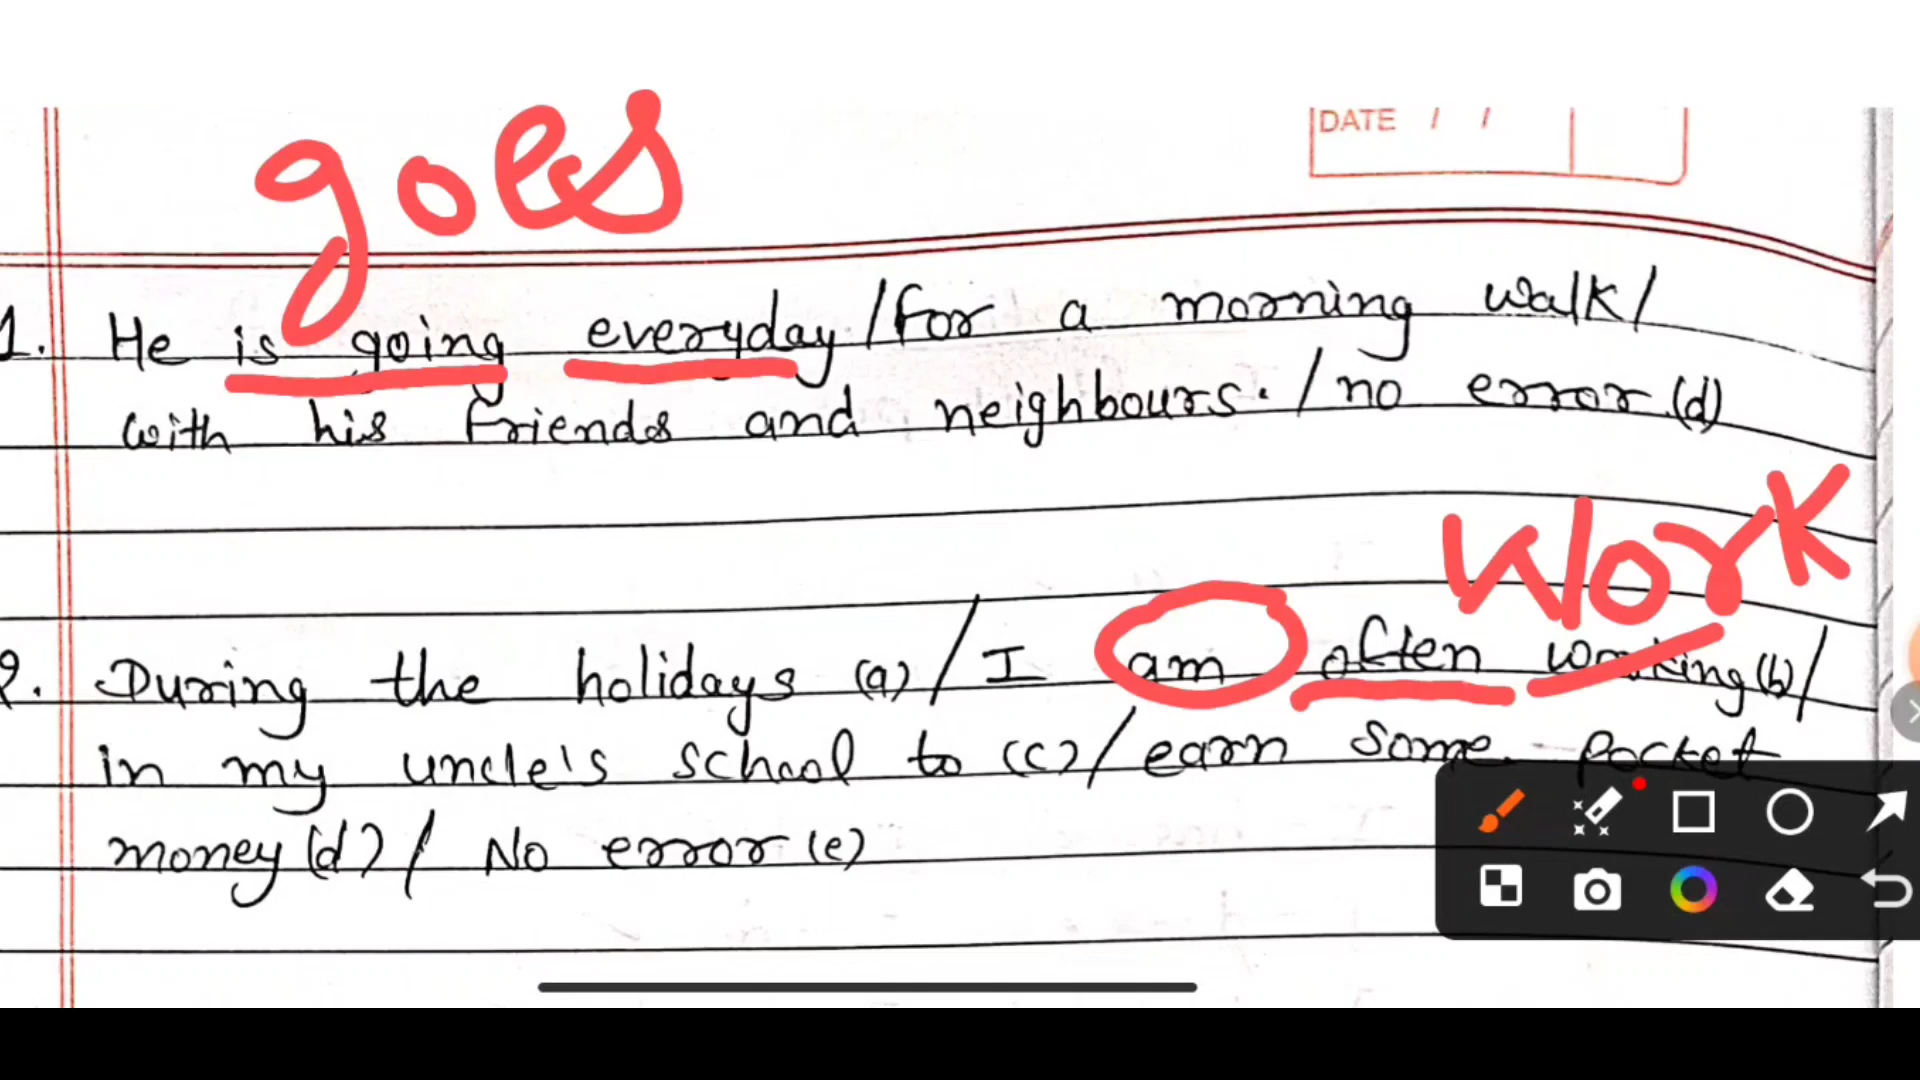 DATE / /
goes
1. He is going everyday / for a morning walk /
with his friends and neighbours. / no error (d)
work
2. During the holidays (a) / I am often working (b) /
in my uncle's school to (c) / earn some pocket
money (d) / No error (e)